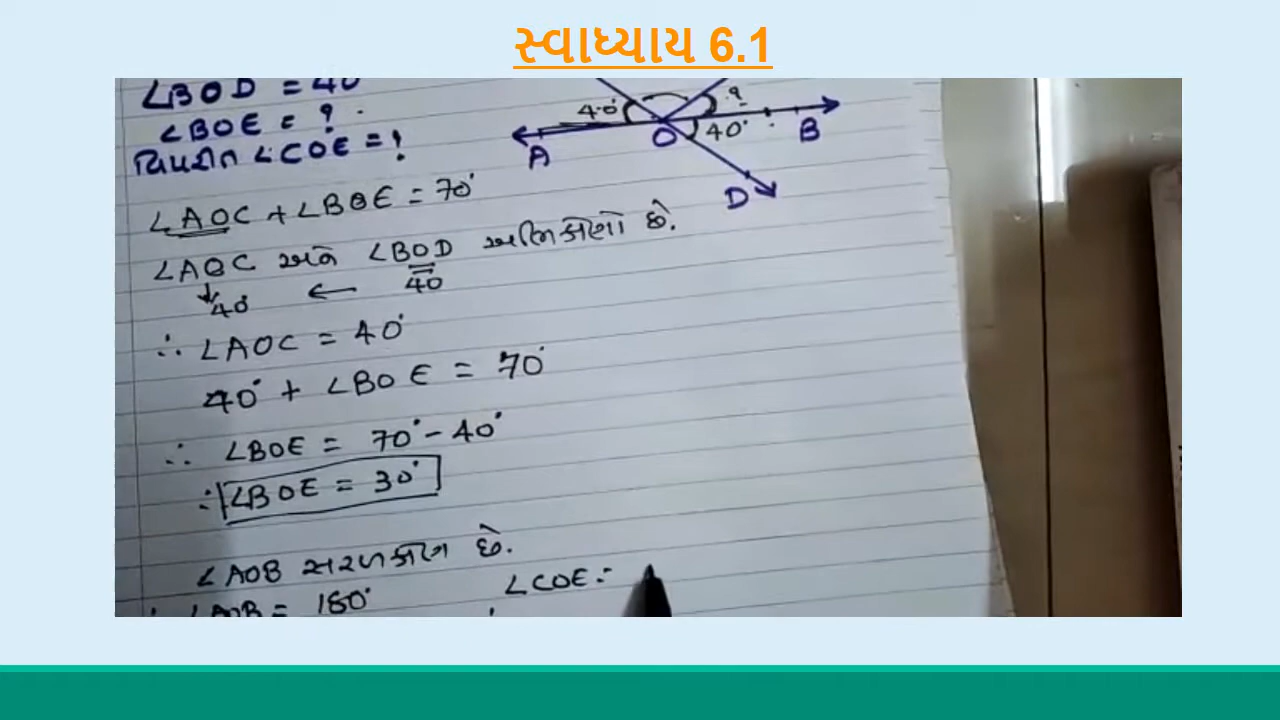 સ્વાધ્યાય 6.1
∠BOD = 40
∠BOE = ?
વિપરીત ∠COE = ?
40° ? A O 40° B D
∠AOC + ∠BOE = 70°
∠AOC અને ∠BOD અભિકોણો છે.
↓40° ← 40
∴ ∠AOC = 40°
40° + ∠BOE = 70°
∴ ∠BOE = 70° - 40°
∴ ∠BOE = 30°
∠AOB સરળકોણ છે.
∴ ∠AOB = 180°
∠COE :-